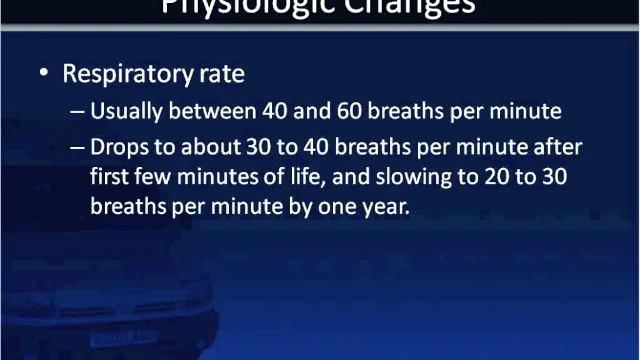 Physiologic Changes
• Respiratory rate
– Usually between 40 and 60 breaths per minute
– Drops to about 30 to 40 breaths per minute after
first few minutes of life, and slowing to 20 to 30
breaths per minute by one year.